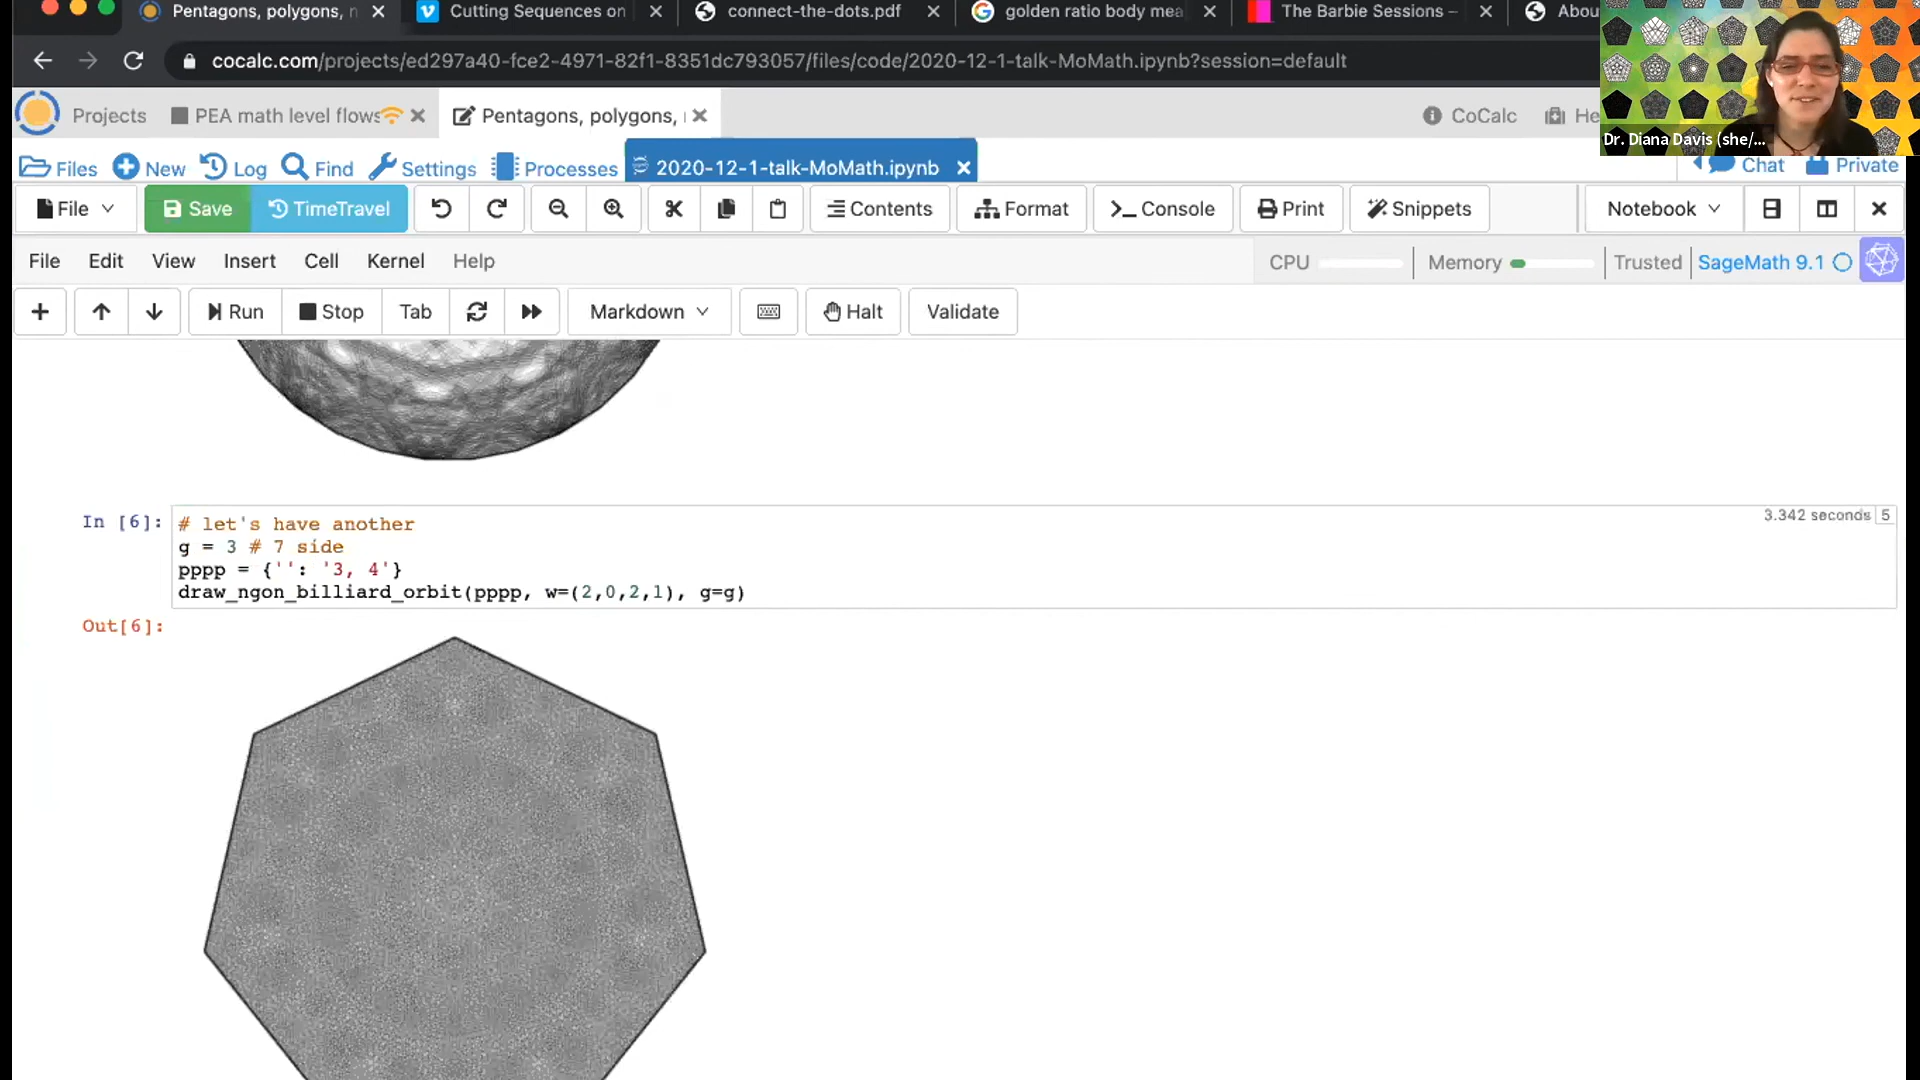 Pentagons, polygons, n
Cutting Sequences on
connect-the-dots.pdf
golden ratio body mea
The Barbie Sessions –
Abou
cocalc.com/projects/ed297a40-fce2-4971-82f1-8351dc793057/files/code/2020-12-1-talk-MoMath.ipynb?session=default
Dr. Diana Davis (she/...
Projects
PEA math level flows
Pentagons, polygons,
CoCalc
He
Files
New
Log
Find
Settings
Processes
2020-12-1-talk-MoMath.ipynb
Chat
Private
File
Save
TimeTravel
Contents
Format
Console
Print
Snippets
Notebook
File
Edit
View
Insert
Cell
Kernel
Help
CPU
Memory
Trusted
SageMath 9.1
Run
Stop
Tab
Markdown
Halt
Validate
In [6]:
# let's have another
g = 3 # 7 side
pppp = {'': '3, 4'}
draw_ngon_billiard_orbit(pppp, w=(2,0,2,1), g=g)
3.342 seconds 5
Out[6]: